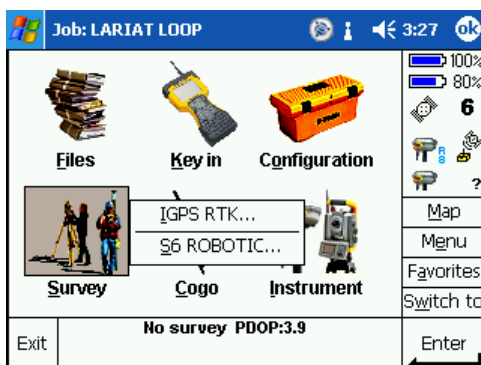 Job: LARIAT LOOP
3:27 ok
100%
80%
6
R
8
?
Files
Key in
Configuration
IGPS RTK...
S6 ROBOTIC...
Survey
Cogo
Instrument
Map
Menu
Favorites
Switch to
Exit
No survey PDOP:3.9
Enter